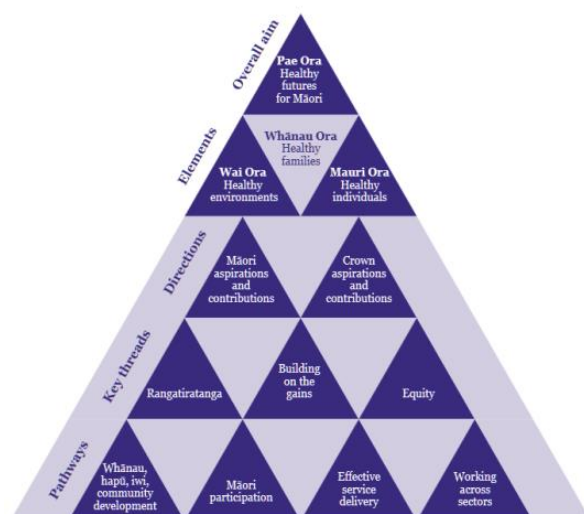 Overall aim
Pae Ora
Healthy
futures
for Māori
Elements
Whānau Ora
Healthy
families
Wai Ora
Healthy
environments
Mauri Ora
Healthy
individuals
Directions
Māori
aspirations
and
contributions
Crown
aspirations
and
contributions
Key threads
Rangatiratanga
Building
on the
gains
Equity
Pathways
Whānau,
hapū, iwi,
community
development
Māori
participation
Effective
service
delivery
Working
across
sectors